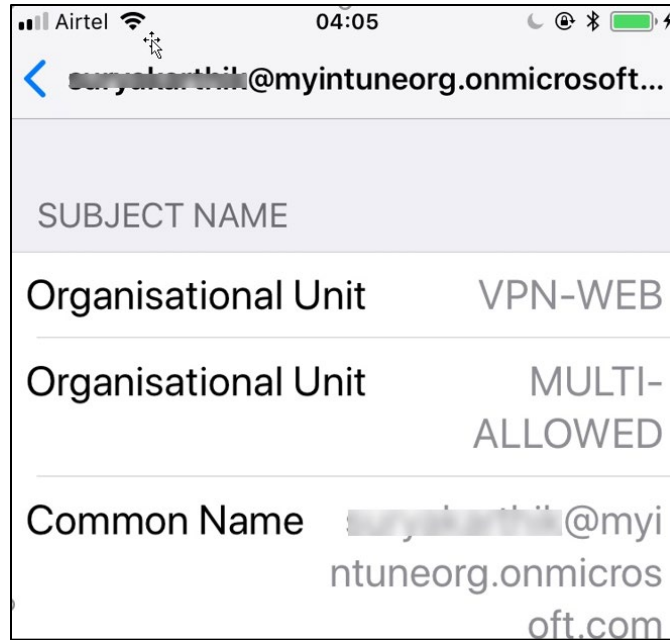 Airtel 04:05
@myintuneorg.onmicrosoft...
SUBJECT NAME
Organisational Unit VPN-WEB
Organisational Unit MULTI-
ALLOWED
Common Name @myi
ntuneorg.onmicros
oft.com